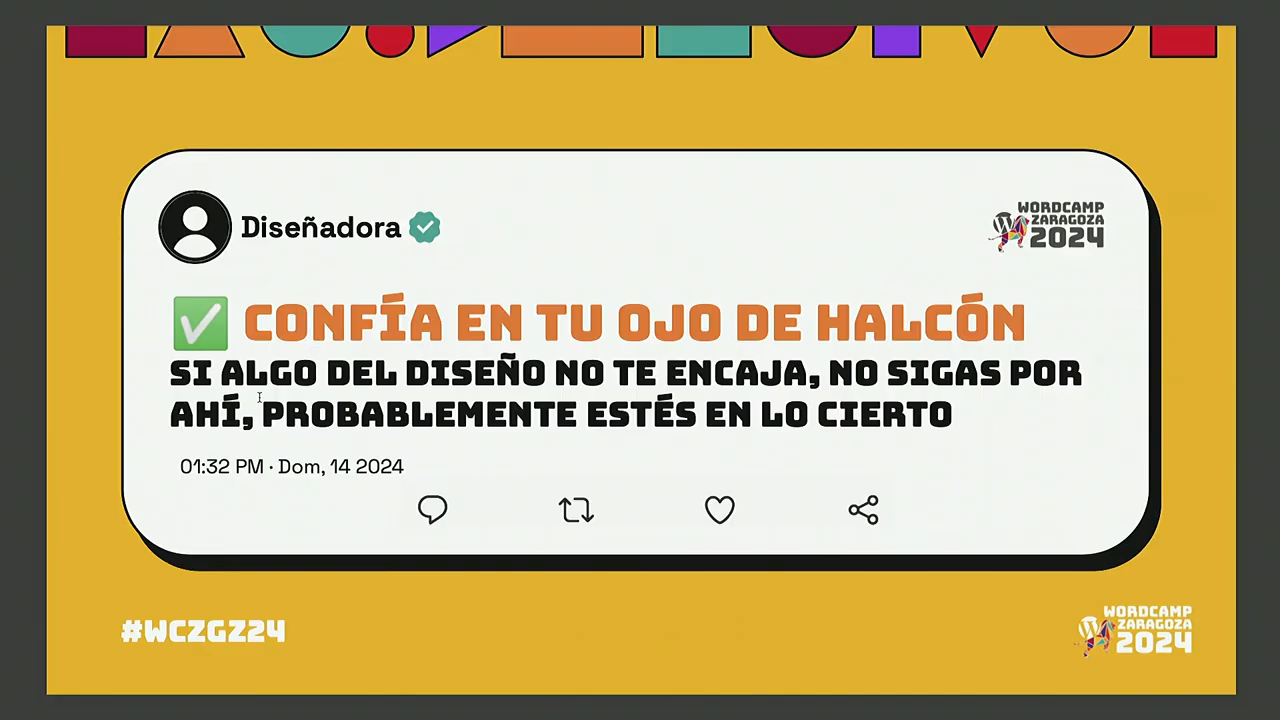 Diseñadora
WORDCAMP
ZARAGOZA
2024
✅ CONFÍA EN TU OJO DE HALCÓN
SI ALGO DEL DISEÑO NO TE ENCAJA, NO SIGAS POR
AHÍ, PROBABLEMENTE ESTÉS EN LO CIERTO
01:32 PM · Dom, 14 2024
#WCZGZ24
WORDCAMP
ZARAGOZA
2024